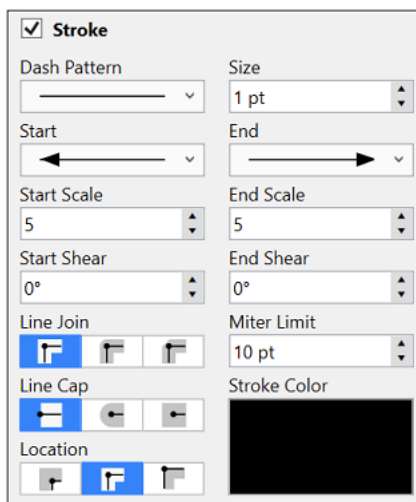 Stroke
Dash Pattern Size
1 pt
Start End
Start Scale End Scale
5 5
Start Shear End Shear
0° 0°
Line Join Miter Limit
10 pt
Line Cap Stroke Color
Location